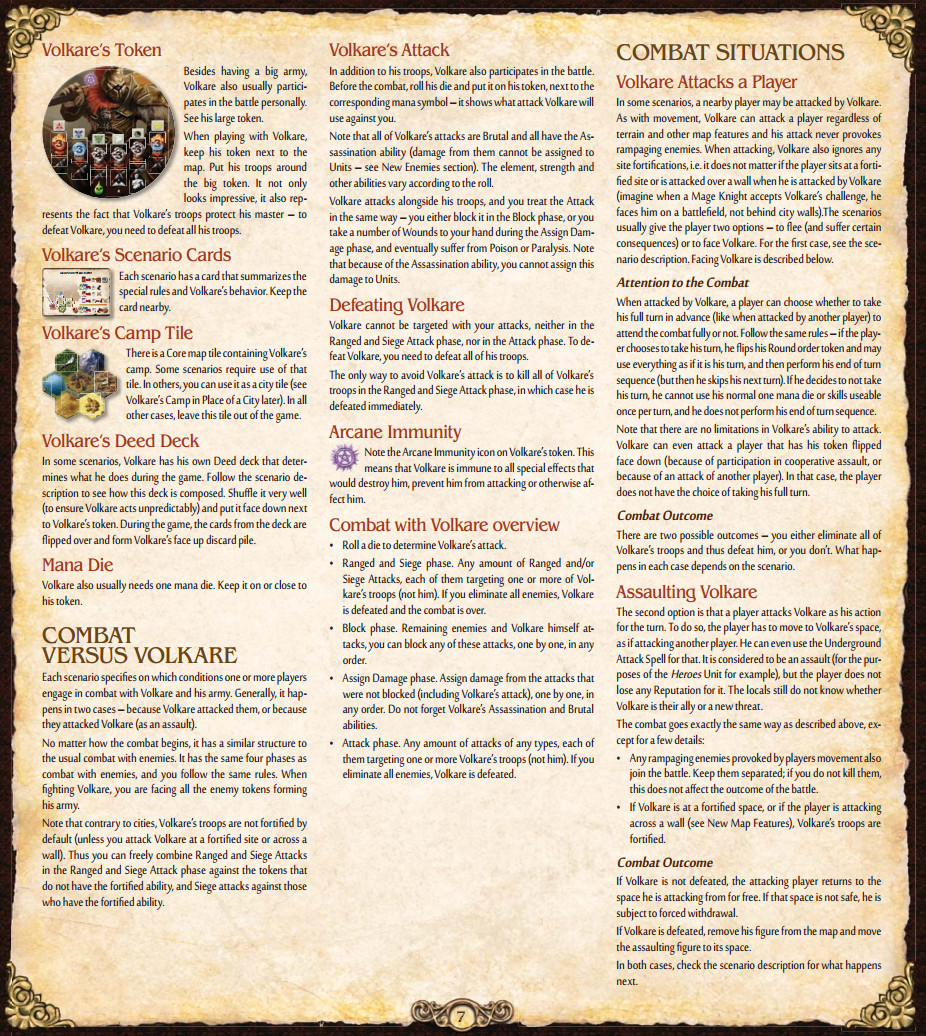 Volkare's Token
Besides having a big army,
Volkare also usually partici-
pates in the battle personally.
See his large token.
When playing with Volkare,
keep his token next to the
map. Put his troops around
the big token. It not only
looks impressive, it also rep-
resents the fact that Volkare's troops protect his master – to
defeat Volkare, you need to defeat all his troops.
Volkare's Scenario Cards
Each scenario has a card that summarizes the
special rules and Volkare's behavior. Keep the
card nearby.
Volkare's Camp Tile
There is a Core map tile containing Volkare's
camp. Some scenarios require use of that
tile. In others, you can use it as a city tile (see
Volkare's Camp in Place of a City later). In all
other cases, leave this tile out of the game.
Volkare's Deed Deck
In some scenarios, Volkare has his own Deed deck that deter-
mines what he does during the game. Follow the scenario de-
scription to see how this deck is composed. Shuffle it very well
(to ensure Volkare acts unpredictably) and put it face down next
to Volkare's token. During the game, the cards from the deck are
flipped over and form Volkare's face up discard pile.
Mana Die
Volkare also usually needs one mana die. Keep it on or close to
his token.
COMBAT
VERSUS VOLKARE
Each scenario specifies on which conditions one or more players
engage in combat with Volkare and his army. Generally, it hap-
pens in two cases – because Volkare attacked them, or because
they attacked Volkare (as an assault).
No matter how the combat begins, it has a similar structure to
the usual combat with enemies. It has the same four phases as
combat with enemies, and you follow the same rules. When
fighting Volkare, you are facing all the enemy tokens forming
his army.
Note that contrary to cities, Volkare's troops are not fortified by
default (unless you attack Volkare at a fortified site or across a
wall). Thus you can freely combine Ranged and Siege Attacks
in the Ranged and Siege Attack phase against the tokens that
do not have the fortified ability, and Siege attacks against those
who have the fortified ability.
Volkare's Attack
In addition to his troops, Volkare also participates in the battle.
Before the combat, roll his die and put it on his token, next to the
corresponding mana symbol – it shows what attack Volkare will
use against you.
Note that all of Volkare's attacks are Brutal and all have the As-
sassination ability (damage from them cannot be assigned to
Units – see New Enemies section). The element, strength and
other abilities vary according to the roll.
Volkare attacks alongside his troops, and you treat the Attack
in the same way – you either block it in the Block phase, or you
take a number of Wounds to your hand during the Assign Dam-
age phase, and eventually suffer from Poison or Paralysis. Note
that because of the Assassination ability, you cannot assign this
damage to Units.
Defeating Volkare
Volkare cannot be targeted with your attacks, neither in the
Ranged and Siege Attack phase, nor in the Attack phase. To de-
feat Volkare, you need to defeat all of his troops.
The only way to avoid Volkare's attack is to kill all of Volkare's
troops in the Ranged and Siege Attack phase, in which case he is
defeated immediately.
Arcane Immunity
Note the Arcane Immunity icon on Volkare's token. This
means that Volkare is immune to all special effects that
would destroy him, prevent him from attacking or otherwise af-
fect him.
Combat with Volkare overview
• Roll a die to determine Volkare's attack.
• Ranged and Siege phase. Any amount of Ranged and/or
Siege Attacks, each of them targeting one or more of Vol-
kare's troops (not him). If you eliminate all enemies, Volkare
is defeated and the combat is over.
• Block phase. Remaining enemies and Volkare himself at-
tacks, you can block any of these attacks, one by one, in any
order.
• Assign Damage phase. Assign damage from the attacks that
were not blocked (including Volkare's attack), one by one, in
any order. Do not forget Volkare's Assassination and Brutal
abilities.
• Attack phase. Any amount of attacks of any types, each of
them targeting one or more Volkare's troops (not him). If you
eliminate all enemies, Volkare is defeated.
COMBAT SITUATIONS
Volkare Attacks a Player
In some scenarios, a nearby player may be attacked by Volkare.
As with movement, Volkare can attack a player regardless of
terrain and other map features and his attack never provokes
rampaging enemies. When attacking, Volkare also ignores any
site fortifications, i.e. it does not matter if the player sits at a forti-
fied site or is attacked over a wall when he is attacked by Volkare
(imagine when a Mage Knight accepts Volkare's challenge, he
faces him on a battlefield, not behind city walls).The scenarios
usually give the player two options – to flee (and suffer certain
consequences) or to face Volkare. For the first case, see the sce-
nario description. Facing Volkare is described below.
Attention to the Combat
When attacked by Volkare, a player can choose whether to take
his full turn in advance (like when attacked by another player) to
attend the combat fully or not. Follow the same rules – if the play-
er chooses to take his turn, he flips his Round order token and may
use everything as if it is his turn, and then perform his end of turn
sequence (but then he skips his next turn). If he decides to not take
his turn, he cannot use his normal one mana die or skills useable
once per turn, and he does not perform his end of turn sequence.
Note that there are no limitations in Volkare's ability to attack.
Volkare can even attack a player that has his token flipped
face down (because of participation in cooperative assault, or
because of an attack of another player). In that case, the player
does not have the choice of taking his full turn.
Combat Outcome
There are two possible outcomes – you either eliminate all of
Volkare's troops and thus defeat him, or you don't. What hap-
pens in each case depends on the scenario.
Assaulting Volkare
The second option is that a player attacks Volkare as his action
for the turn. To do so, the player has to move to Volkare's space,
as if attacking another player. He can even use the Underground
Attack Spell for that. It is considered to be an assault (for the pur-
poses of the Heroes Unit for example), but the player does not
lose any Reputation for it. The locals still do not know whether
Volkare is their ally or a new threat.
The combat goes exactly the same way as described above, ex-
cept for a few details:
• Any rampaging enemies provoked by players movement also
join the battle. Keep them separated; if you do not kill them,
this does not affect the outcome of the battle.
• If Volkare is at a fortified space, or if the player is attacking
across a wall (see New Map Features), Volkare's troops are
fortified.
Combat Outcome
If Volkare is not defeated, the attacking player returns to the
space he is attacking from for free. If that space is not safe, he is
subject to forced withdrawal.
If Volkare is defeated, remove his figure from the map and move
the assaulting figure to its space.
In both cases, check the scenario description for what happens
next.
7